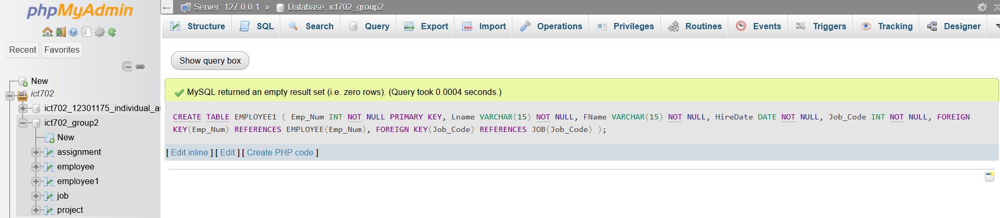 phpMyAdmin
Recent Favorites
New
ict702
ict702_12301175_individual_as
ict702_group2
New
assignment
employee
employee1
job
project
← Server: 127.0.0.1 » Database: ict702_group2
Structure SQL Search Query Export Import Operations Privileges Routines Events Triggers Tracking Designer
Show query box
MySQL returned an empty result set (i.e. zero rows). (Query took 0.0004 seconds.)
CREATE TABLE EMPLOYEE1 ( Emp_Num INT NOT NULL PRIMARY KEY, Lname VARCHAR(15) NOT NULL, FName VARCHAR(15) NOT NULL, HireDate DATE NOT NULL, Job_Code INT NOT NULL, FOREIGN
KEY(Emp_Num) REFERENCES EMPLOYEE(Emp_Num), FOREIGN KEY(Job_Code) REFERENCES JOB(Job_Code) );
[ Edit inline ] [ Edit ] [ Create PHP code ]